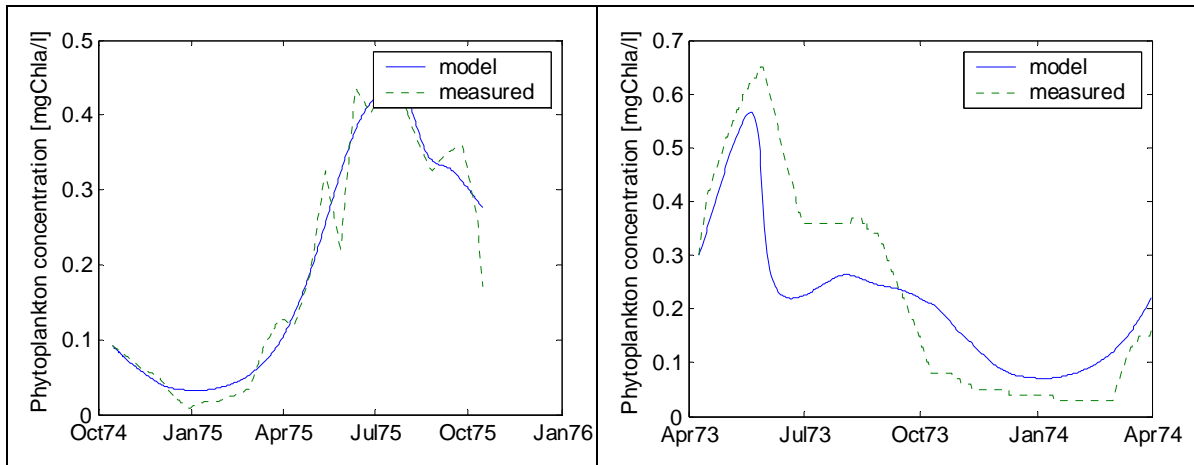 Phytoplankton concentration [mgChla/l]
0.5
0.4
0.3
0.2
0.1
0
Oct74 Jan75 Apr75 Jul75 Oct75 Jan76
model
measured
Phytoplankton concentration [mgChla/l]
0.7
0.6
0.5
0.4
0.3
0.2
0.1
0
Apr73 Jul73 Oct73 Jan74 Apr74
model
measured